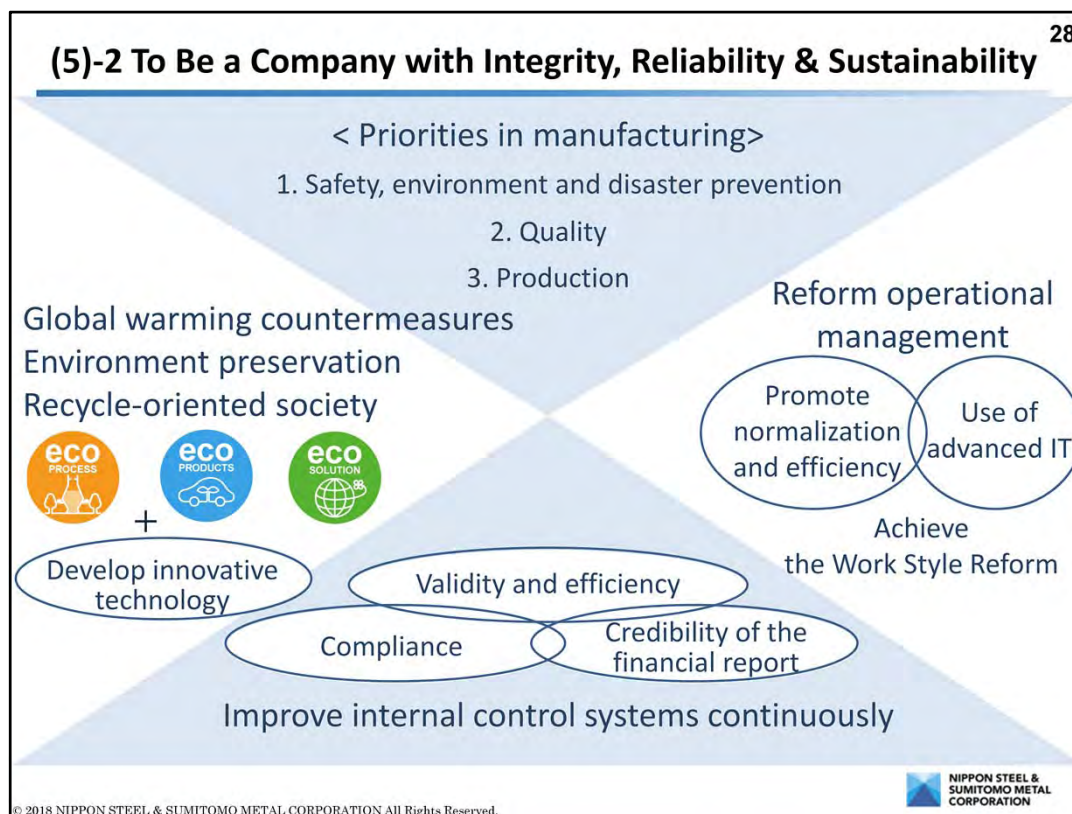 28
(5)-2 To Be a Company with Integrity, Reliability & Sustainability
< Priorities in manufacturing>
1. Safety, environment and disaster prevention
2. Quality
3. Production
Global warming countermeasures
Environment preservation
Recycle-oriented society
eco
PROCESS
eco
PRODUCTS
eco
SOLUTION
+
Develop innovative
technology
Reform operational
management
Promote
normalization
and efficiency
Use of
advanced IT
Achieve
the Work Style Reform
Validity and efficiency
Compliance
Credibility of the
financial report
Improve internal control systems continuously
NIPPON STEEL &
SUMITOMO METAL
CORPORATION
© 2018 NIPPON STEEL & SUMITOMO METAL CORPORATION All Rights Reserved.